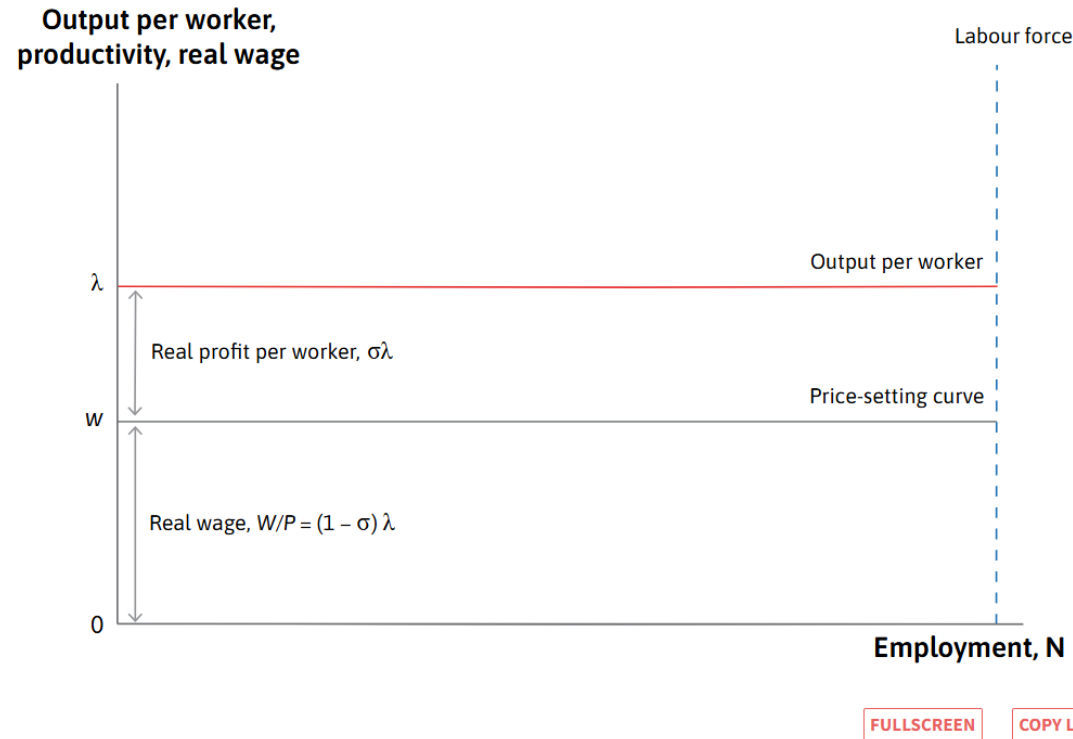 Output per worker,
productivity, real wage
Labour force
Output per worker
λ
Real profit per worker, σλ
Price-setting curve
w
Real wage, W/P = (1 – σ) λ
0
Employment, N
FULLSCREEN
COPY L